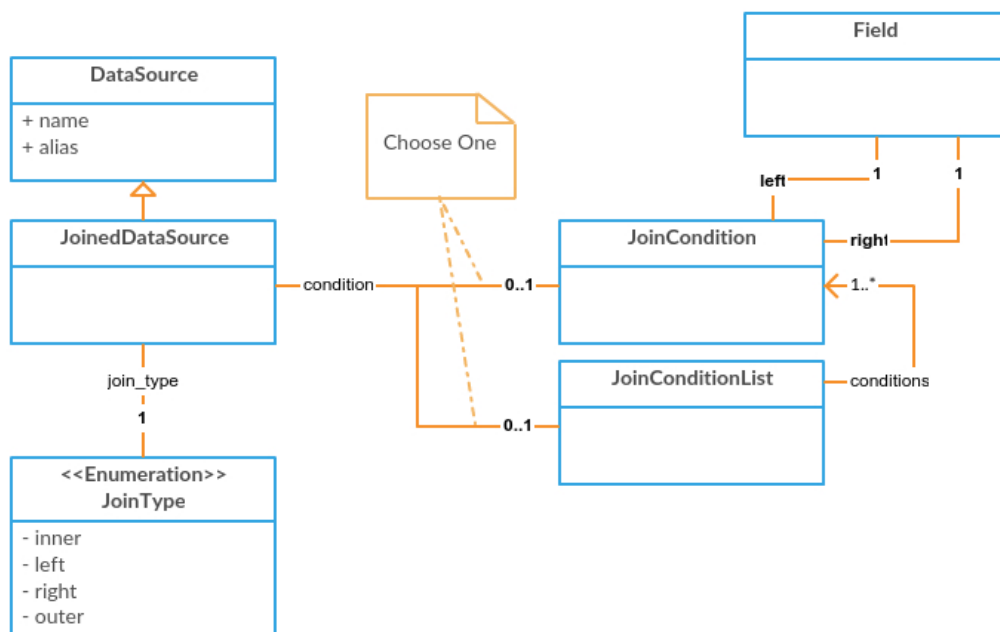 Field
DataSource
+ name
+ alias
Choose One
left
1
1
JoinedDataSource
JoinCondition
right
condition
0..1
1..*
JoinConditionList
join_type
conditions
1
0..1
<<Enumeration>>
JoinType
- inner
- left
- right
- outer